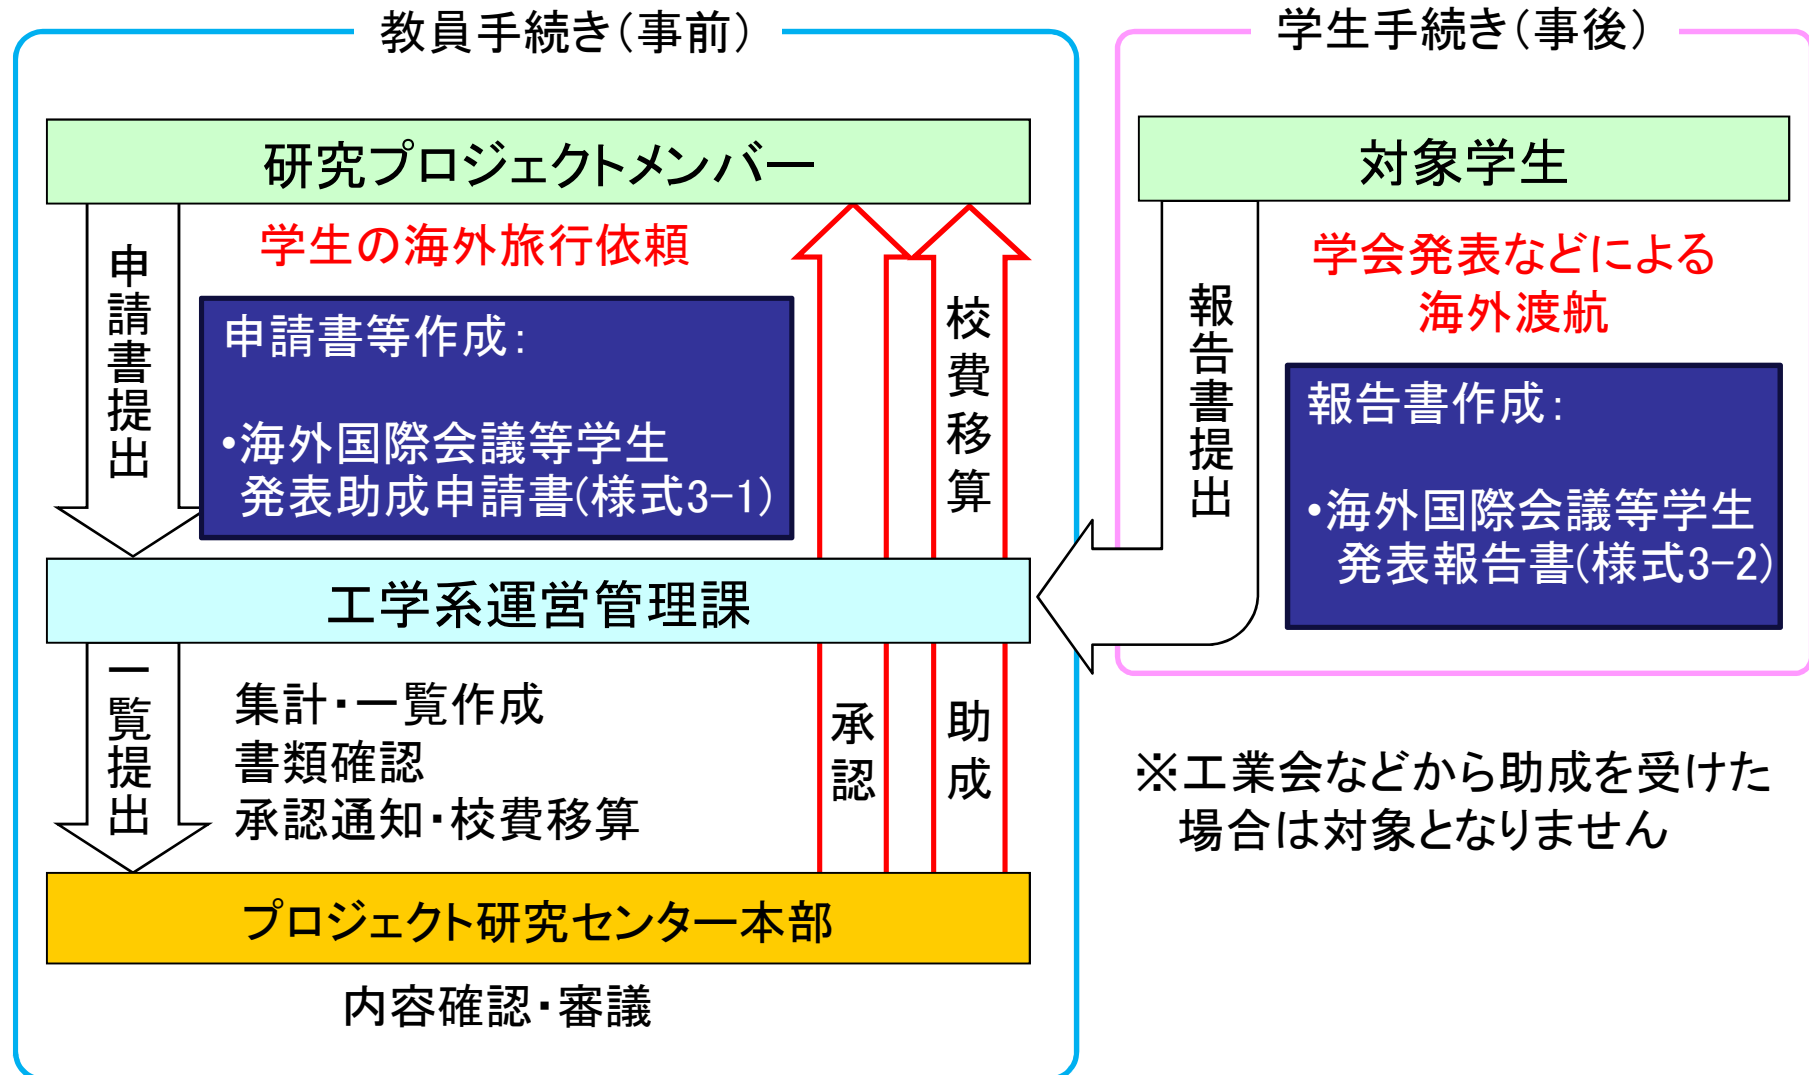 教員手続き（事前）
研究プロジェクトメンバー
学生の海外旅行依頼
申請書提出
申請書等作成：
•海外国際会議等学生
発表助成申請書(様式3-1)
校費移算
工学系運営管理課
一覧提出
集計・一覧作成
書類確認
承認通知・校費移算
承認
助成
プロジェクト研究センター本部
内容確認・審議
学生手続き（事後）
対象学生
学会発表などによる
海外渡航
報告書提出
報告書作成：
•海外国際会議等学生
発表報告書(様式3-2)
※工業会などから助成を受けた
場合は対象となりません